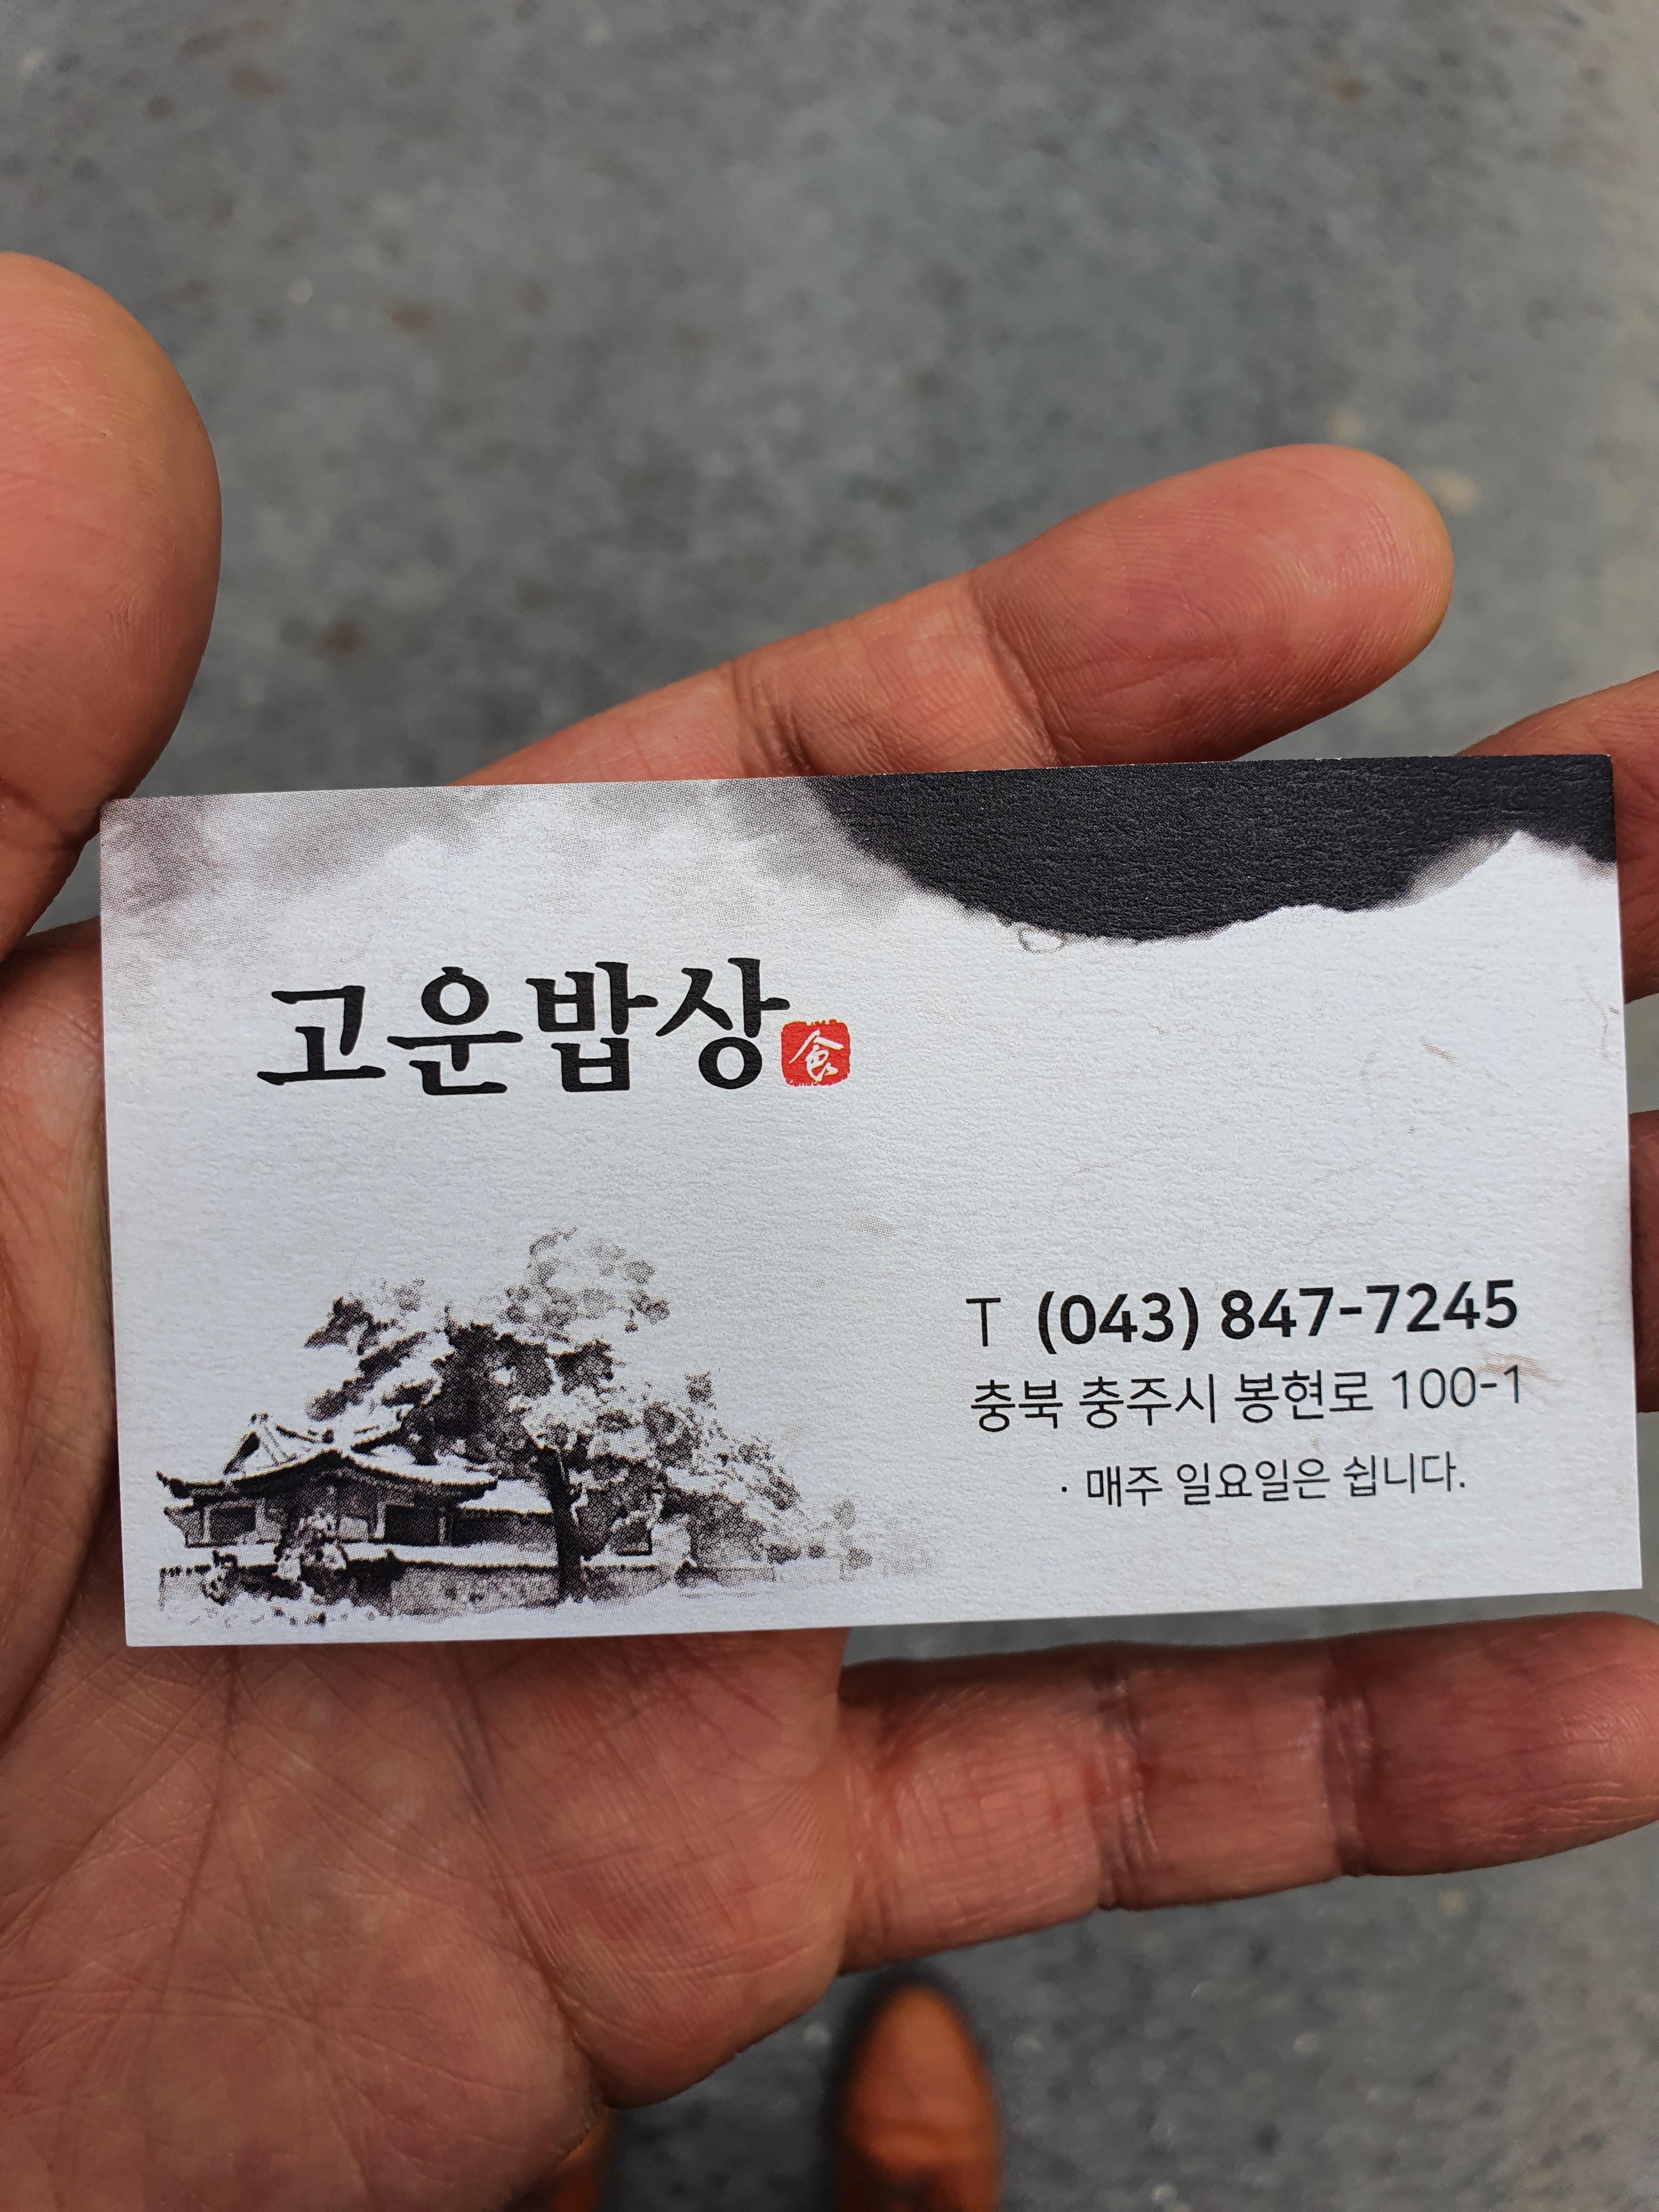 고운밥상 食
T (043) 847-7245
충북 충주시 봉현로 100-1
· 매주 일요일은 쉽니다.